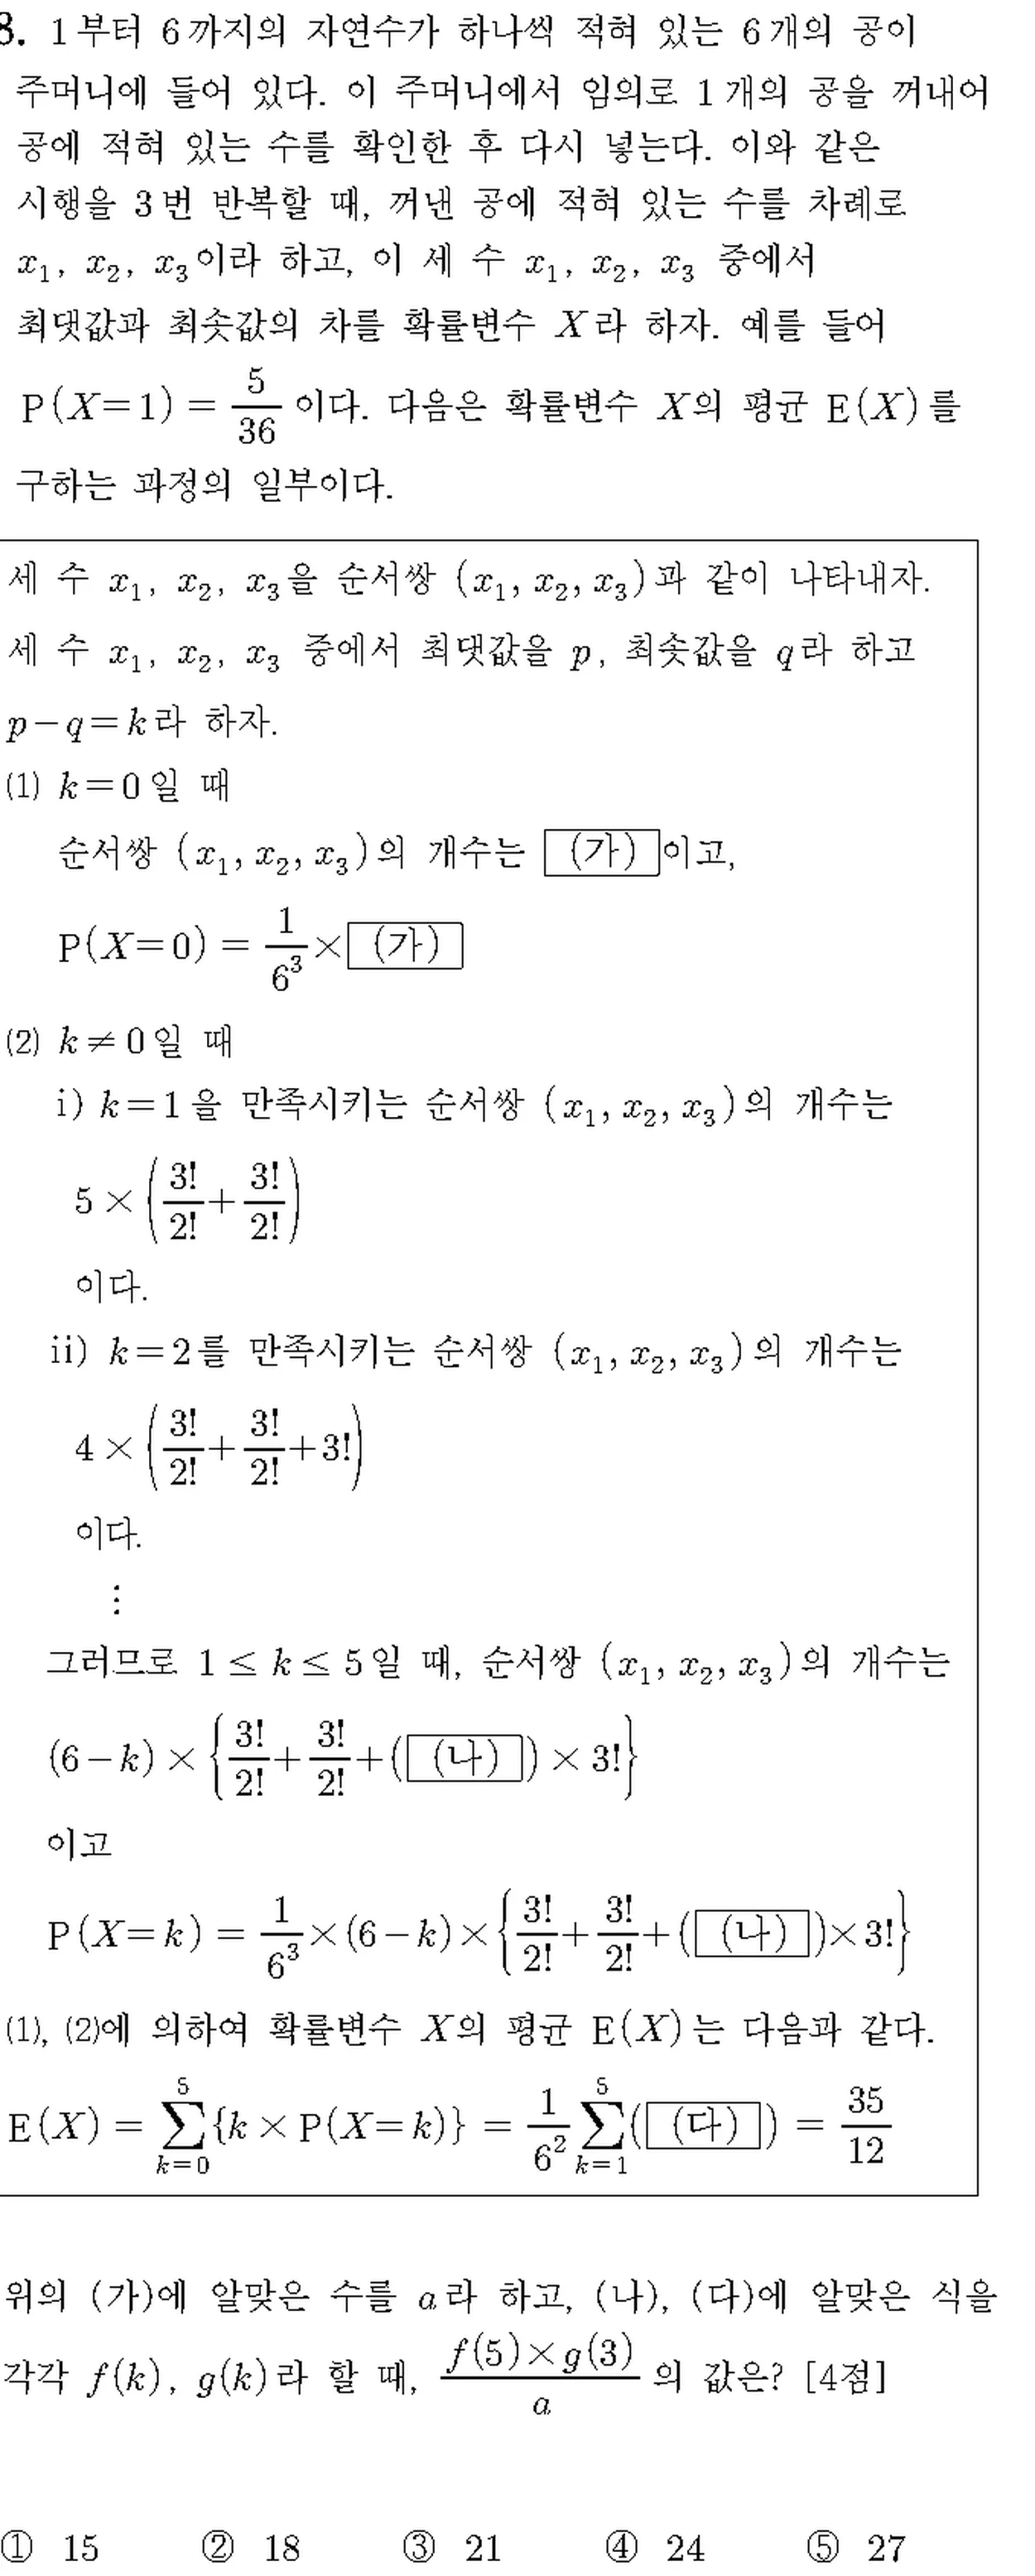 8. 1부터 6까지의 자연수가 하나씩 적혀 있는 6개의 공이
주머니에 들어 있다. 이 주머니에서 임의로 1개의 공을 꺼내어
공에 적혀 있는 수를 확인한 후 다시 넣는다. 이와 같은
시행을 3번 반복할 때, 꺼낸 공에 적혀 있는 수를 차례로
x₁, x₂, x₃이라 하고, 이 세 수 x₁, x₂, x₃ 중에서
최댓값과 최솟값의 차를 확률변수 X라 하자. 예를 들어
P(X=1) = 5/36 이다. 다음은 확률변수 X의 평균 E(X)를
구하는 과정의 일부이다.
세 수 x₁, x₂, x₃을 순서쌍 (x₁, x₂, x₃)과 같이 나타내자.
세 수 x₁, x₂, x₃ 중에서 최댓값을 p, 최솟값을 q라 하고
p-q=k라 하자.
(1) k=0일 때
순서쌍 (x₁, x₂, x₃)의 개수는 (가) 이고,
P(X=0) = 1/6³ × (가)
(2) k≠0일 때
i) k=1을 만족시키는 순서쌍 (x₁, x₂, x₃)의 개수는
5 × (3!/2! + 3!/2!)
이다.
ii) k=2를 만족시키는 순서쌍 (x₁, x₂, x₃)의 개수는
4 × (3!/2! + 3!/2! + 3!)
이다.
⋮
그러므로 1 ≤ k ≤ 5일 때, 순서쌍 (x₁, x₂, x₃)의 개수는
(6-k) × {3!/2! + 3!/2! + ( (나) ) × 3!}
이고
P(X=k) = 1/6³ × (6-k) × {3!/2! + 3!/2! + ( (나) ) × 3!}
(1), (2)에 의하여 확률변수 X의 평균 E(X)는 다음과 같다.
E(X) = ∑_{k=0}^{5} {k × P(X=k)} = 1/6² ∑_{k=1}^{5} ( (다) ) = 35/12
위의 (가)에 알맞은 수를 a라 하고, (나), (다)에 알맞은 식을
각각 f(k), g(k)라 할 때, f(5)×g(3)/a 의 값은? [4점]
① 15 ② 18 ③ 21 ④ 24 ⑤ 27